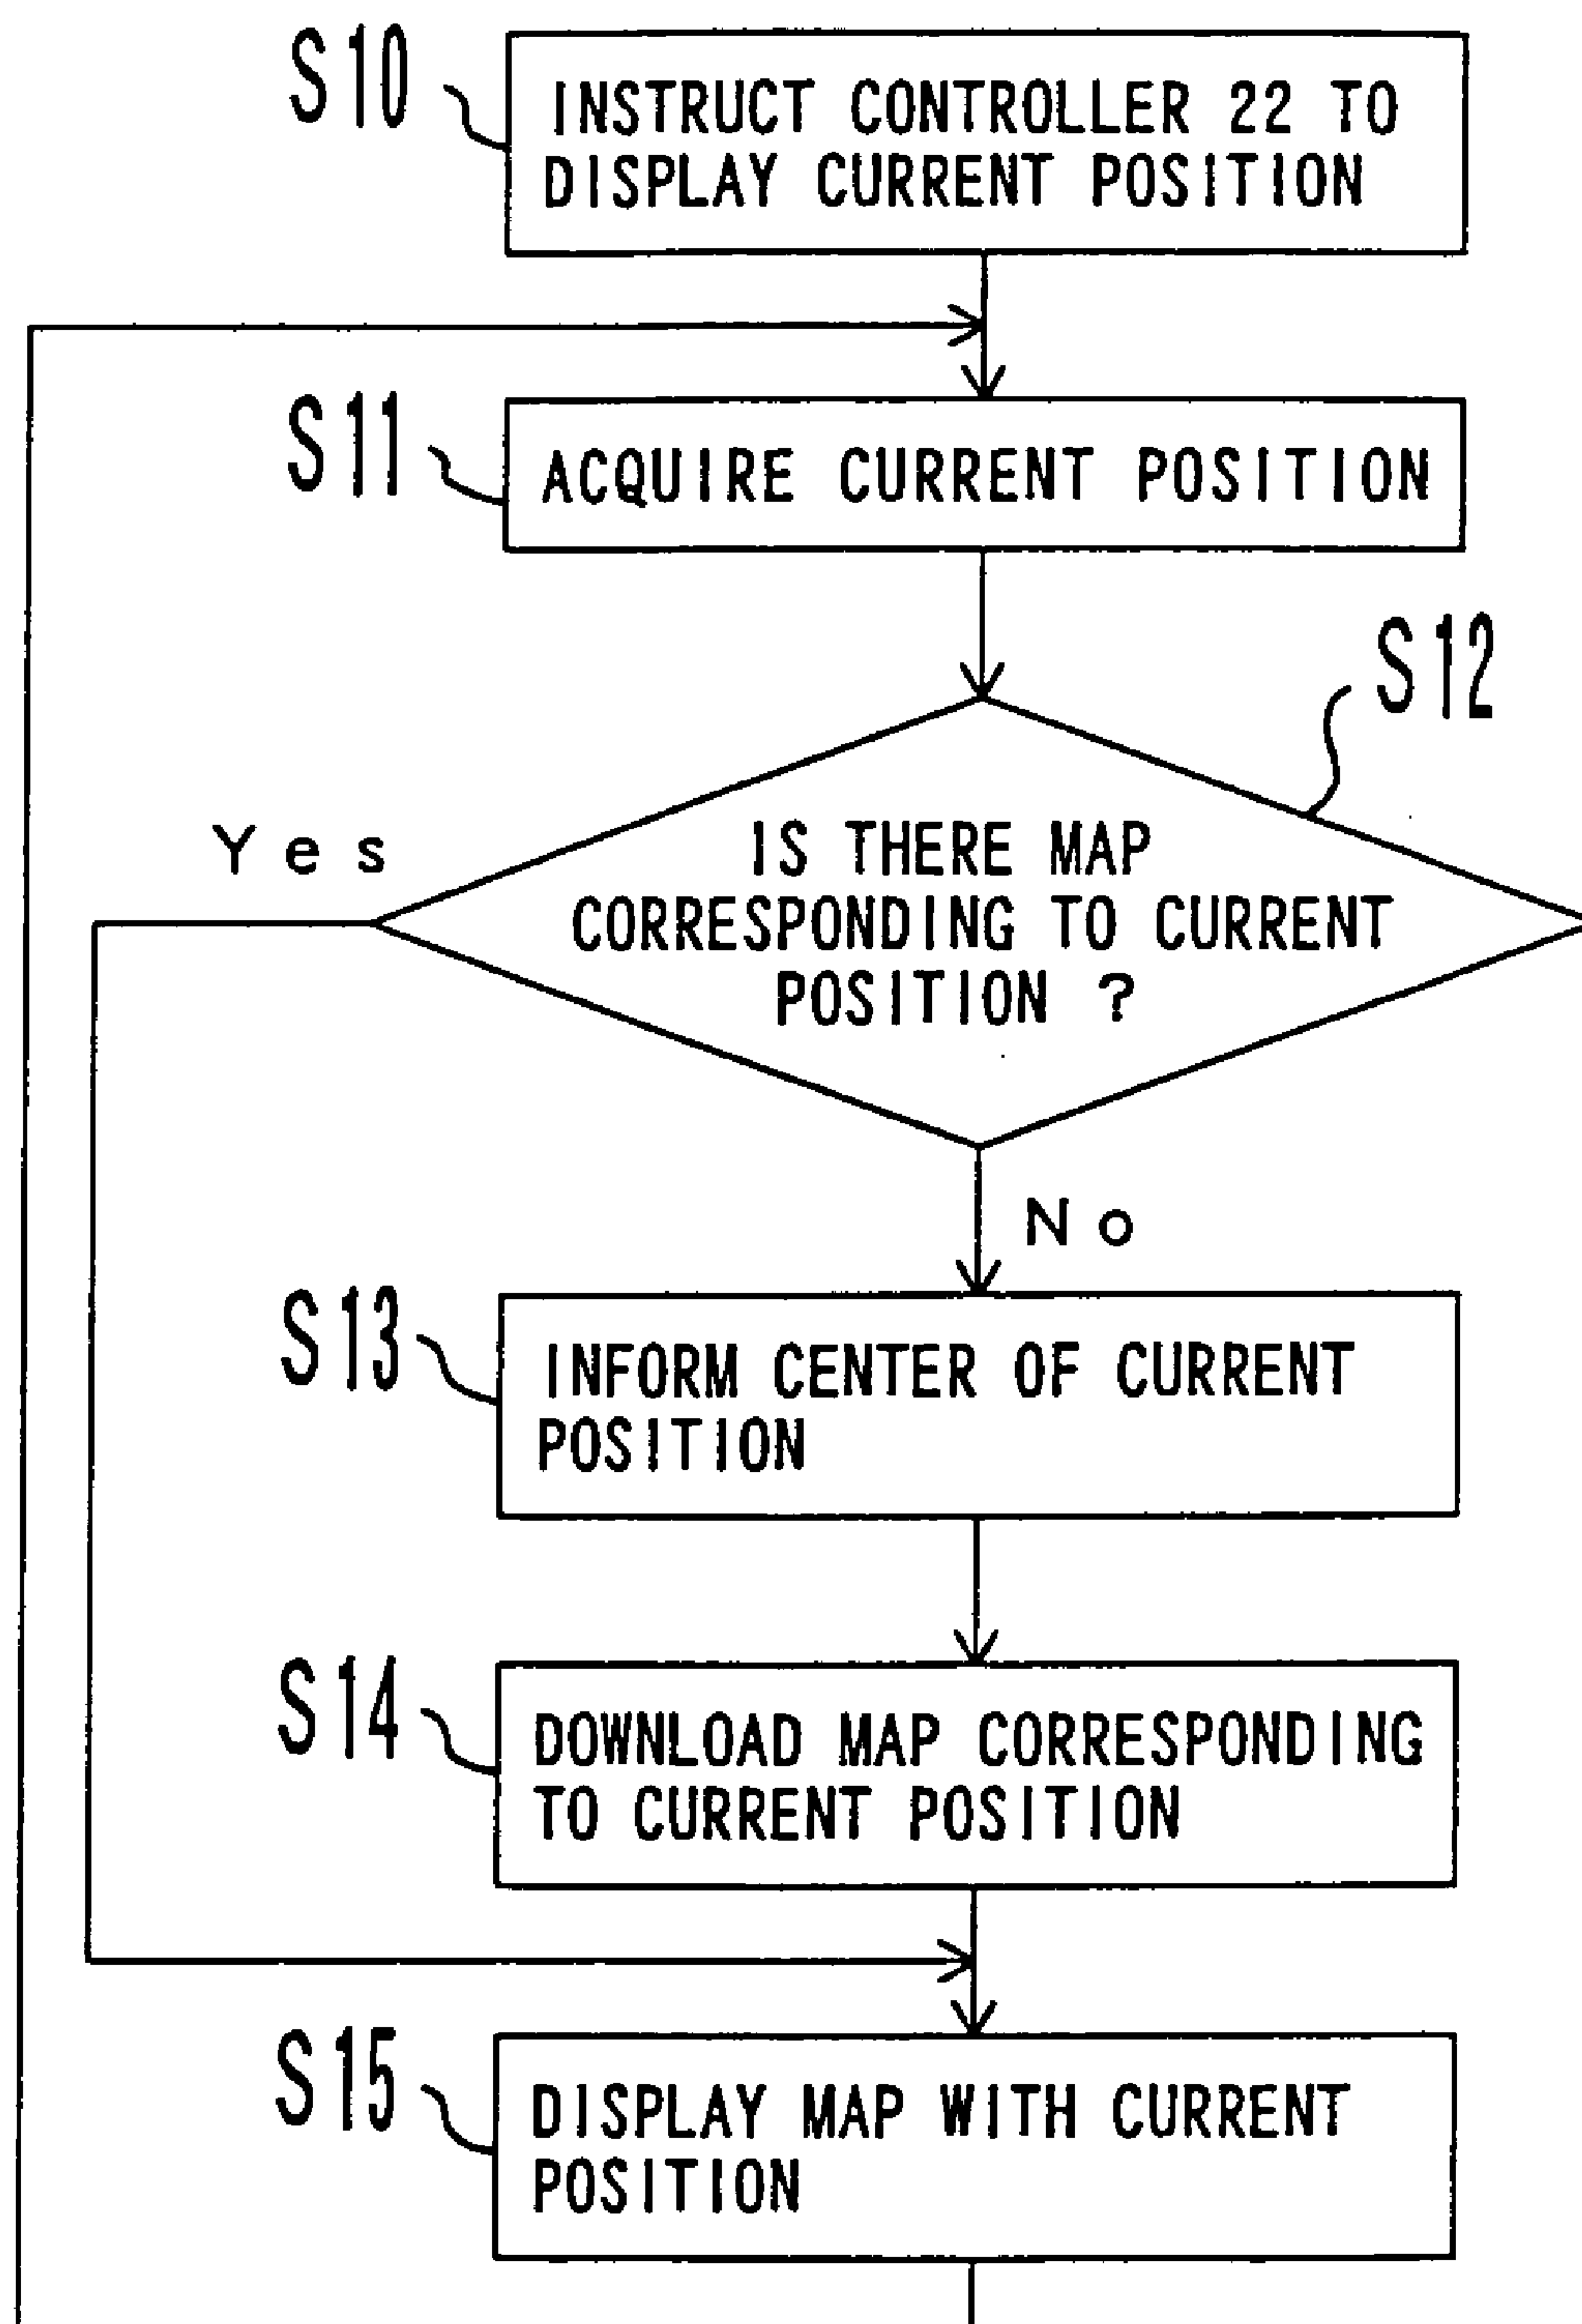 S10
INSTRUCT CONTROLLER 22 TO
DISPLAY CURRENT POSITION
S11
ACQUIRE CURRENT POSITION
S12
Yes
IS THERE MAP
CORRESPONDING TO CURRENT
POSITION ?
No
S13
INFORM CENTER OF CURRENT
POSITION
S14
DOWNLOAD MAP CORRESPONDING
TO CURRENT POSITION
S15
DISPLAY MAP WITH CURRENT
POSITION